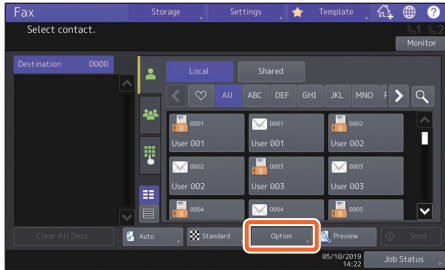 Fax
Storage
Settings
Template
Select contact.
Monitor
Destination 0000
Local
Shared
All
ABC
DEF
GHI
JKL
MNO
0001
User 001
0001
User 001
0002
User 002
0002
User 002
0003
User 003
0003
User 003
0004
0004
0005
Clear All Dest.
Auto
Standard
Option
Preview
Send
05/10/2019
14:22
Job Status